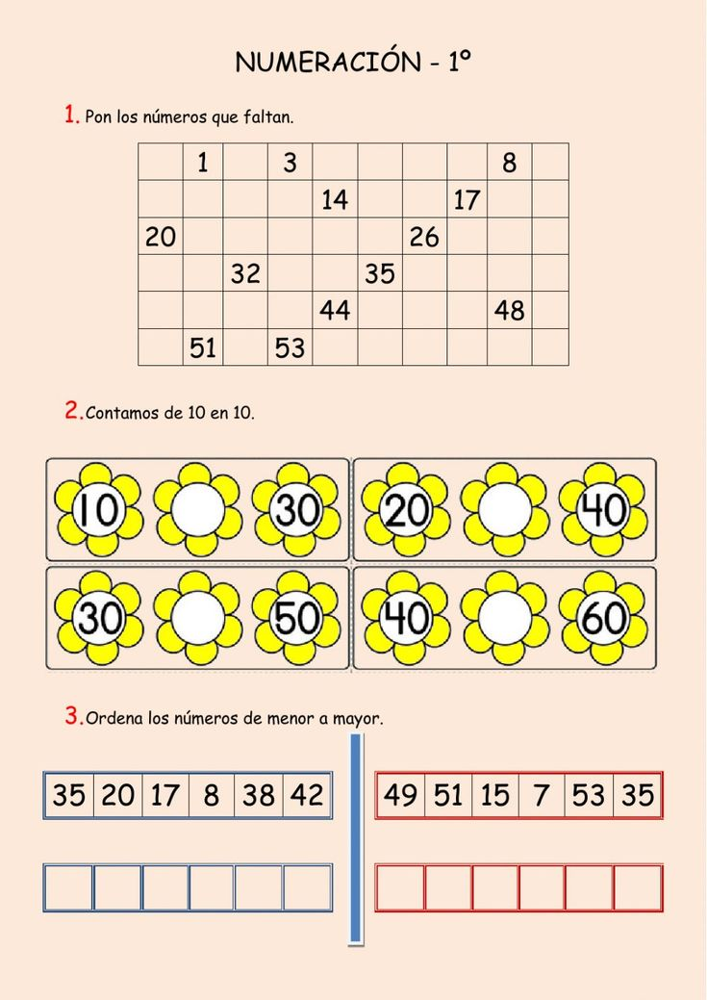 NUMERACIÓN - 1º
1. Pon los números que faltan.
1 3 8
14 17
20 26
32 35
44 48
51 53
2. Contamos de 10 en 10.
10 30 20 40
30 50 40 60
3. Ordena los números de menor a mayor.
35 20 17 8 38 42 49 51 15 7 53 35